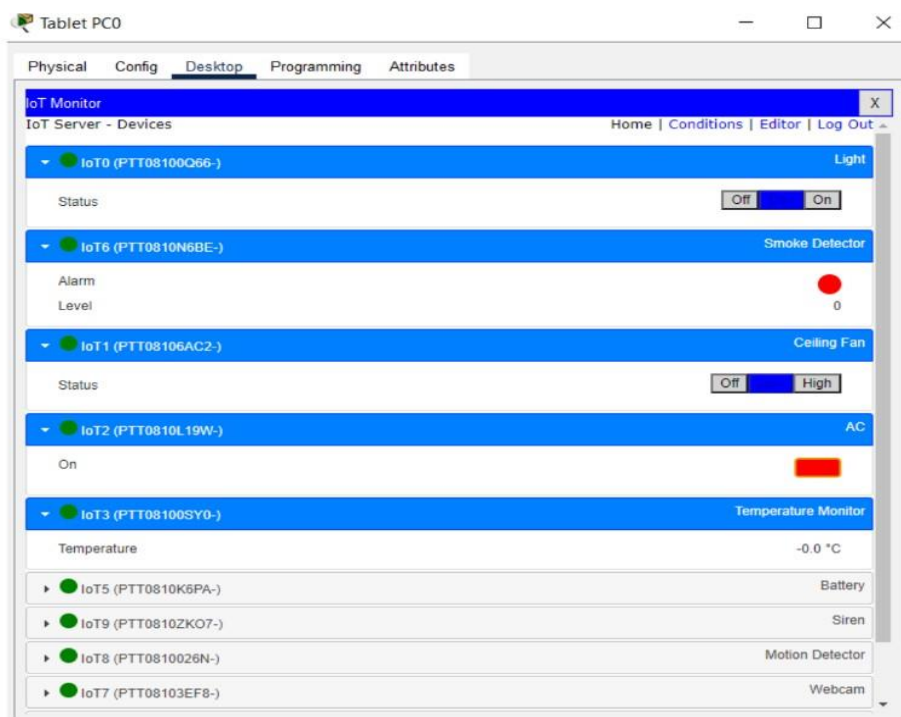 Tablet PC0
Physical Config Desktop Programming Attributes
IoT Monitor X
IoT Server - Devices Home | Conditions | Editor | Log Out
IoT0 (PTT08100Q66-) Light
Status Off On
IoT6 (PTT0810N6BE-) Smoke Detector
Alarm
Level 0
IoT1 (PTT08106AC2-) Ceiling Fan
Status Off High
IoT2 (PTT0810L19W-) AC
On
IoT3 (PTT08100SY0-) Temperature Monitor
Temperature -0.0 °C
IoT5 (PTT0810K6PA-) Battery
IoT9 (PTT0810ZKO7-) Siren
IoT8 (PTT0810026N-) Motion Detector
IoT7 (PTT08103EF8-) Webcam